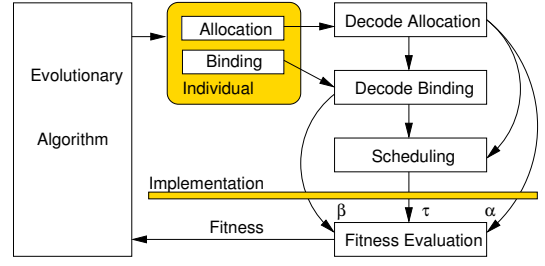 Evolutionary
Algorithm
Allocation
Binding
Individual
Decode Allocation
Decode Binding
Scheduling
Implementation
β τ α
Fitness
Fitness Evaluation